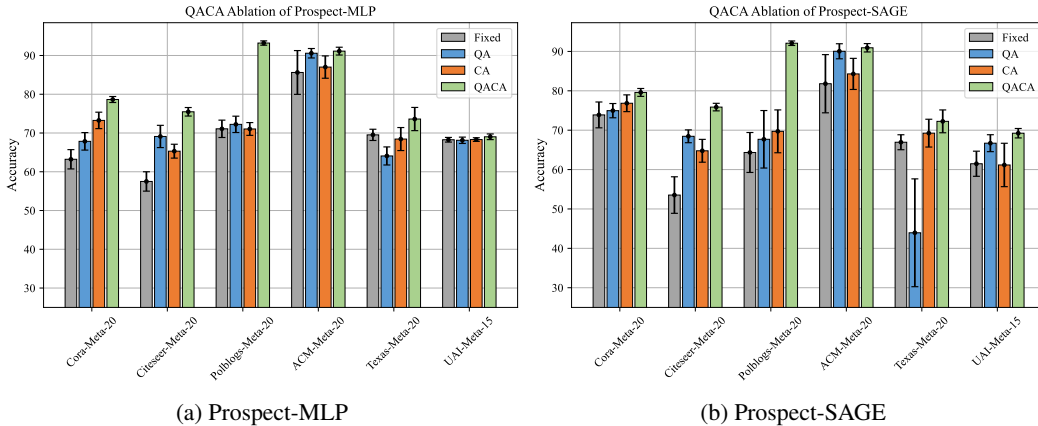 QACA Ablation of Prospect-MLP
Accuracy
90
80
70
60
50
40
30
Fixed
QA
CA
QACA
Cora-Meta-20
Citeseer-Meta-20
Polblogs-Meta-20
ACM-Meta-20
Texas-Meta-20
UAI-Meta-15
(a) Prospect-MLP
QACA Ablation of Prospect-SAGE
Accuracy
90
80
70
60
50
40
30
Fixed
QA
CA
QACA
Cora-Meta-20
Citeseer-Meta-20
Polblogs-Meta-20
ACM-Meta-20
Texas-Meta-20
UAI-Meta-15
(b) Prospect-SAGE